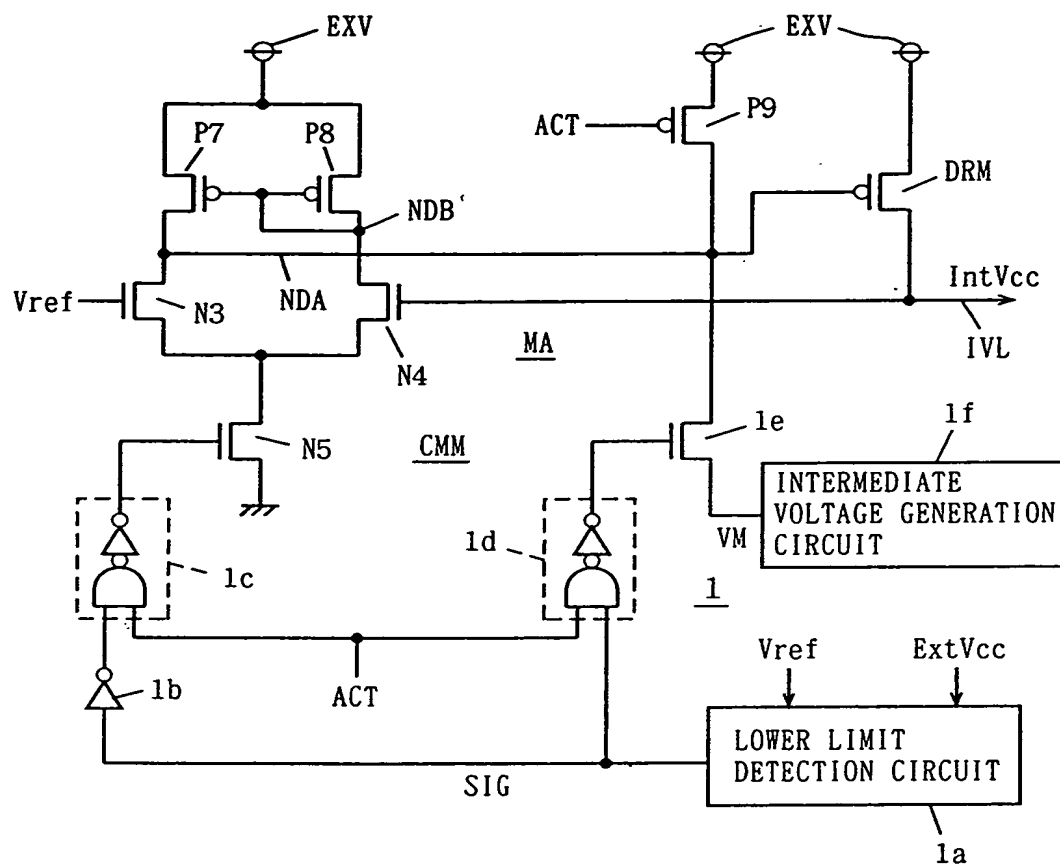 EXV
EXV
P7
P8
ACT
P9
DRM
NDB'
Vref
N3
NDA
N4
MA
IntVcc
IVL
N5
CMM
1e
1f
INTERMEDIATE
VOLTAGE GENERATION
CIRCUIT
VM
1c
1d
1
1b
ACT
Vref
ExtVcc
LOWER LIMIT
DETECTION CIRCUIT
SIG
1a